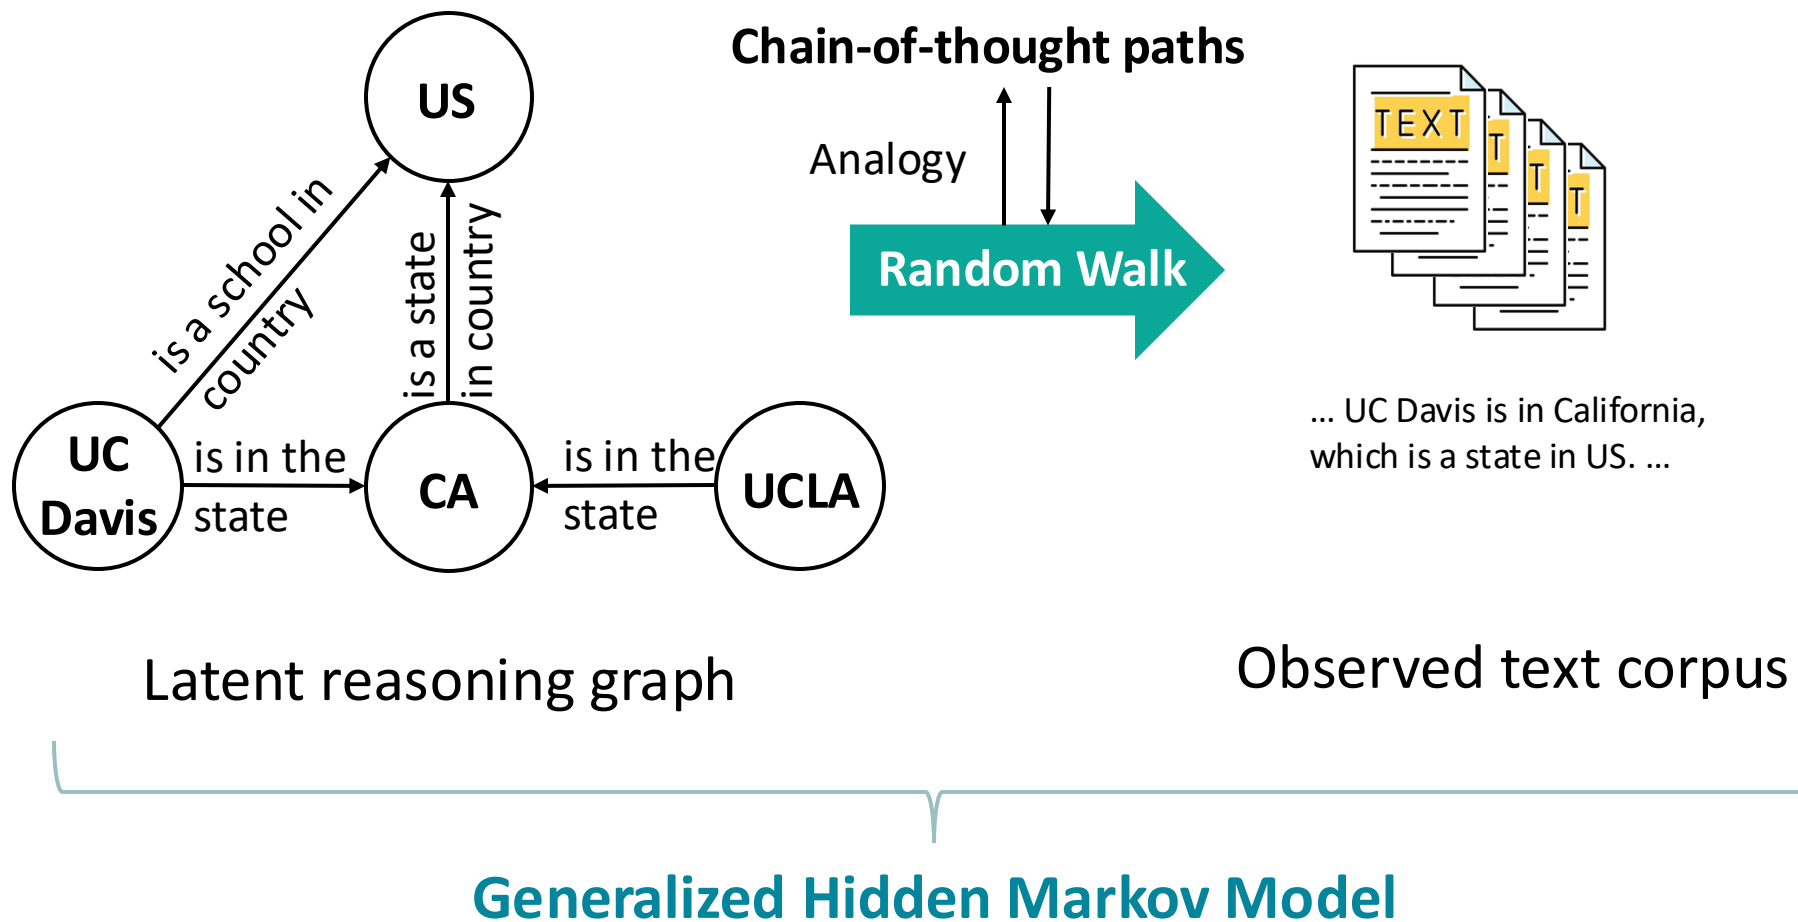 US
is a school in
country
is a state
in country
UC
Davis
is in the
state
CA
is in the
state
UCLA
Latent reasoning graph
Chain-of-thought paths
Analogy
Random Walk
TEXT
T
T
T
... UC Davis is in California,
which is a state in US. ...
Observed text corpus
Generalized Hidden Markov Model